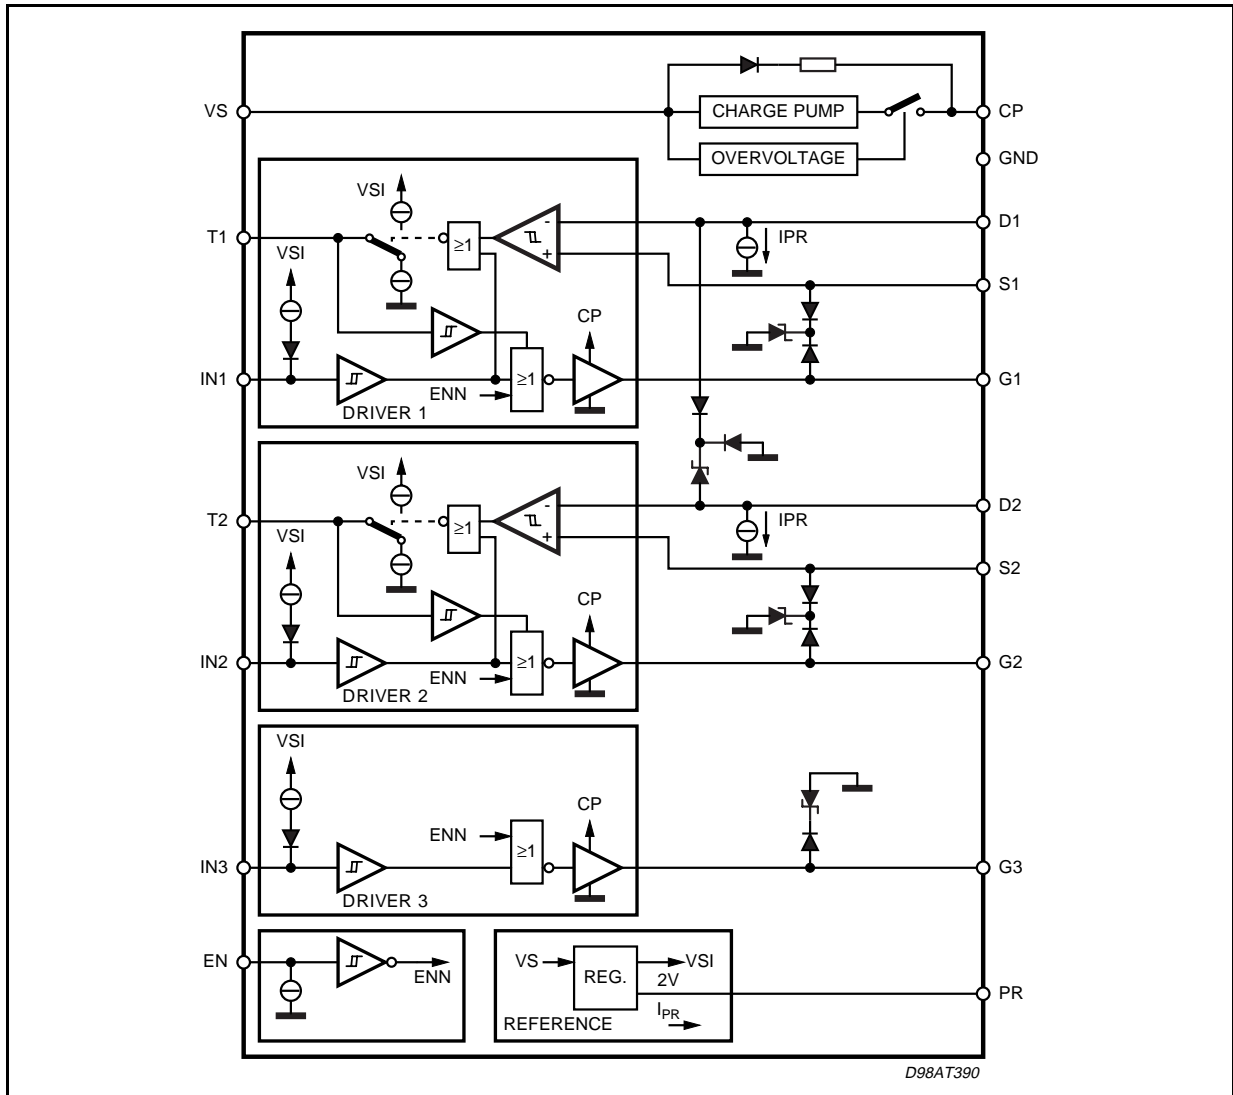 VS
CHARGE PUMP
CP
OVERVOLTAGE
GND
VSI
T1
VSI
≥1
-
+
D1
IPR
S1
CP
IN1
ENN
≥1
G1
DRIVER 1
VSI
T2
VSI
≥1
-
+
D2
IPR
S2
CP
IN2
ENN
≥1
G2
DRIVER 2
VSI
CP
ENN
≥1
IN3
G3
DRIVER 3
EN
ENN
VS
REG.
VSI
2V
PR
IPR
REFERENCE
D98AT390